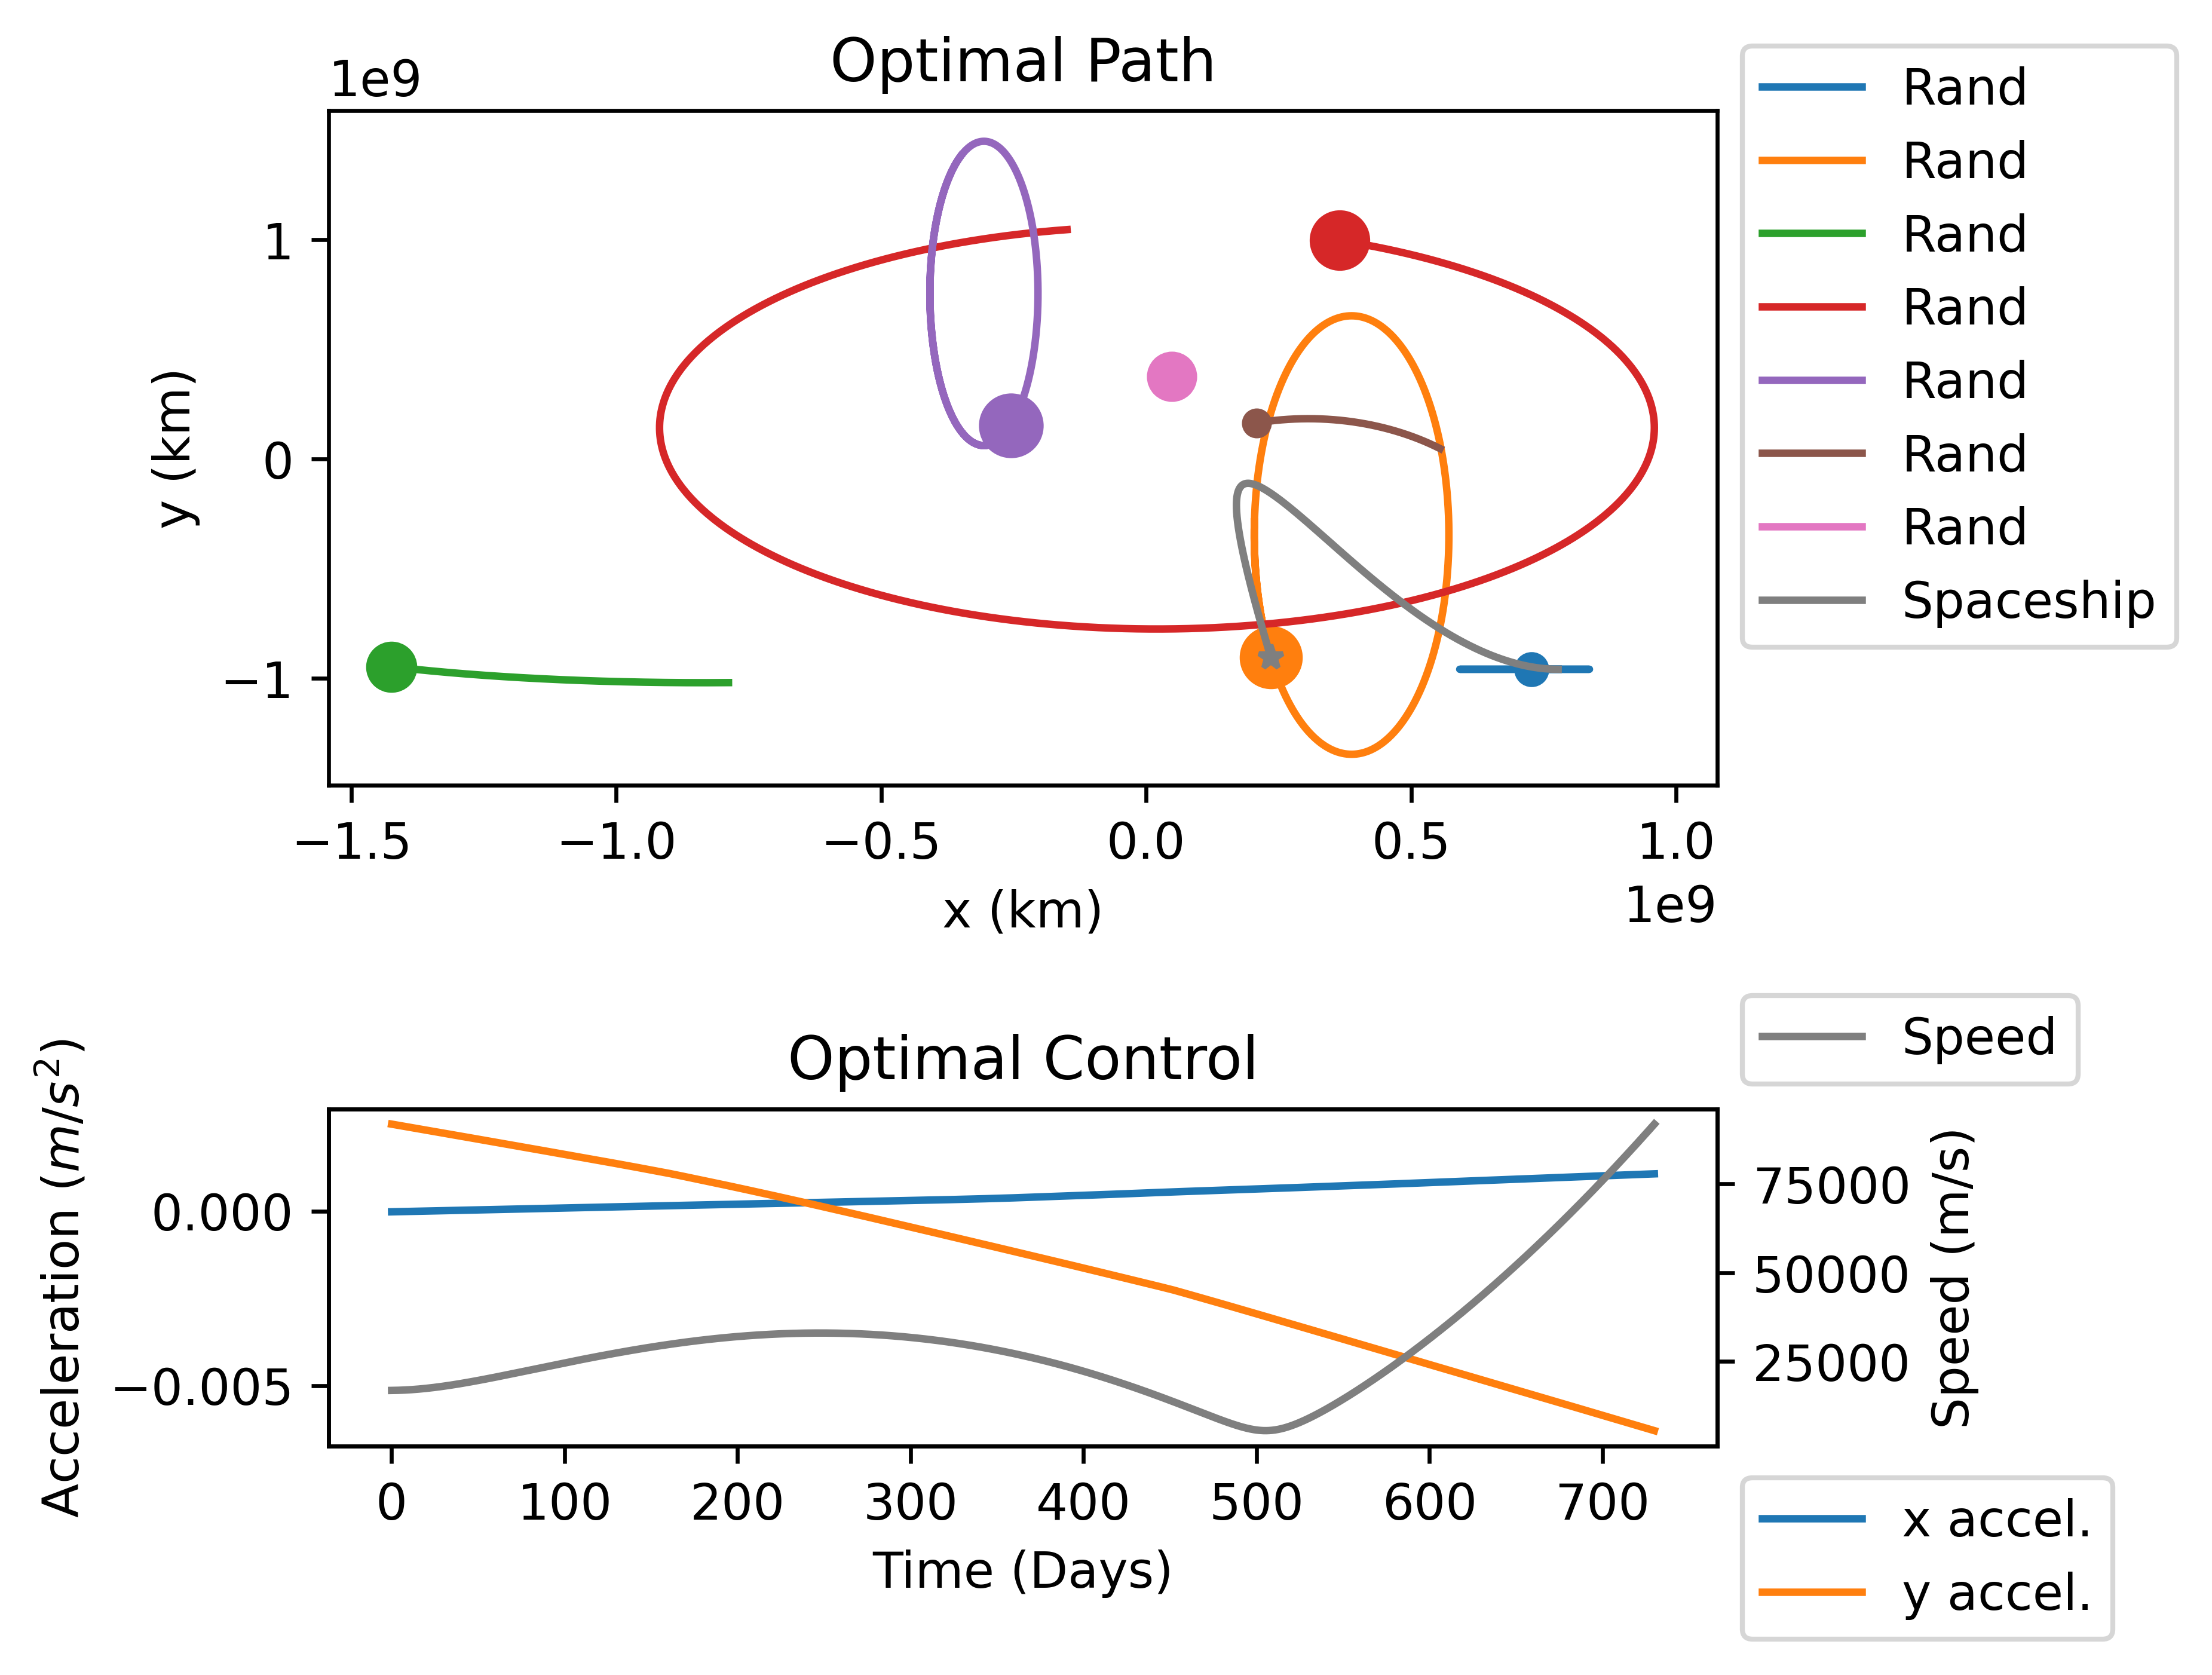 Optimal Path
1e9
1
0
−1
y (km)
−1.5 −1.0 −0.5 0.0 0.5 1.0
1e9
x (km)
Rand
Rand
Rand
Rand
Rand
Rand
Rand
Spaceship
Optimal Control
Speed
Acceleration (m/s²)
0.000
−0.005
75000
50000
25000
Speed (m/s)
0 100 200 300 400 500 600 700
Time (Days)
x accel.
y accel.